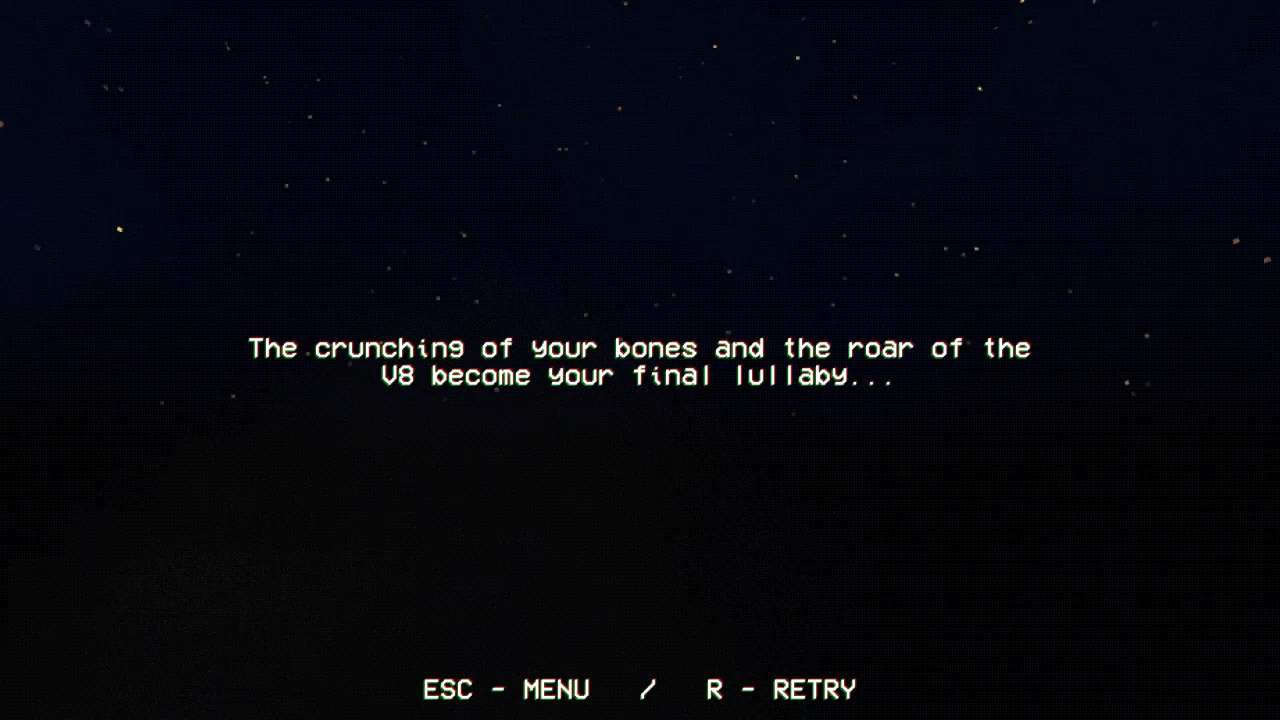 The crunching of your bones and the roar of the
V8 become your final lullaby...
ESC - MENU / R - RETRY